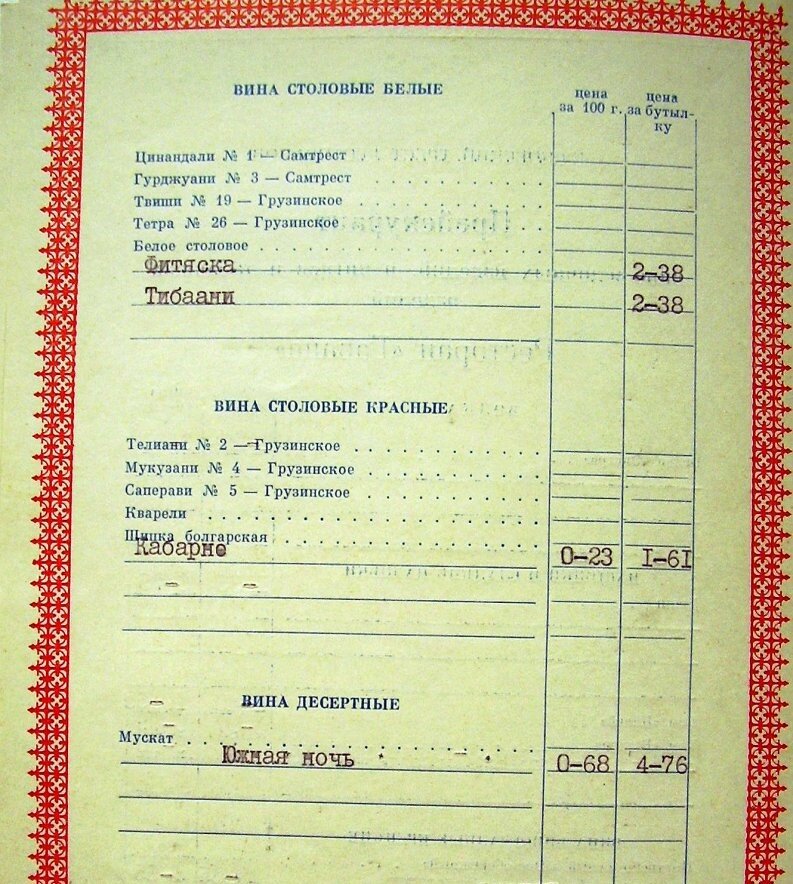 ВИНА СТОЛОВЫЕ БЕЛЫЕ
цена за 100 г.
цена за бутыл-
ку
Цинандали № 1 — Самтрест
Гурджуани № 3 — Самтрест
Твиши № 19 — Грузинское
Тетра № 26 — Грузинское
Белое столовое
Фитяска 2-38
Тибаани 2-38
ВИНА СТОЛОВЫЕ КРАСНЫЕ
Телиани № 2 — Грузинское
Мукузани № 4 — Грузинское
Саперави № 5 — Грузинское
Кварели
Шипка болгарская
Кабарне 0-23 I-6I
ВИНА ДЕСЕРТНЫЕ
Мускат
Южная ночь 0-68 4-76